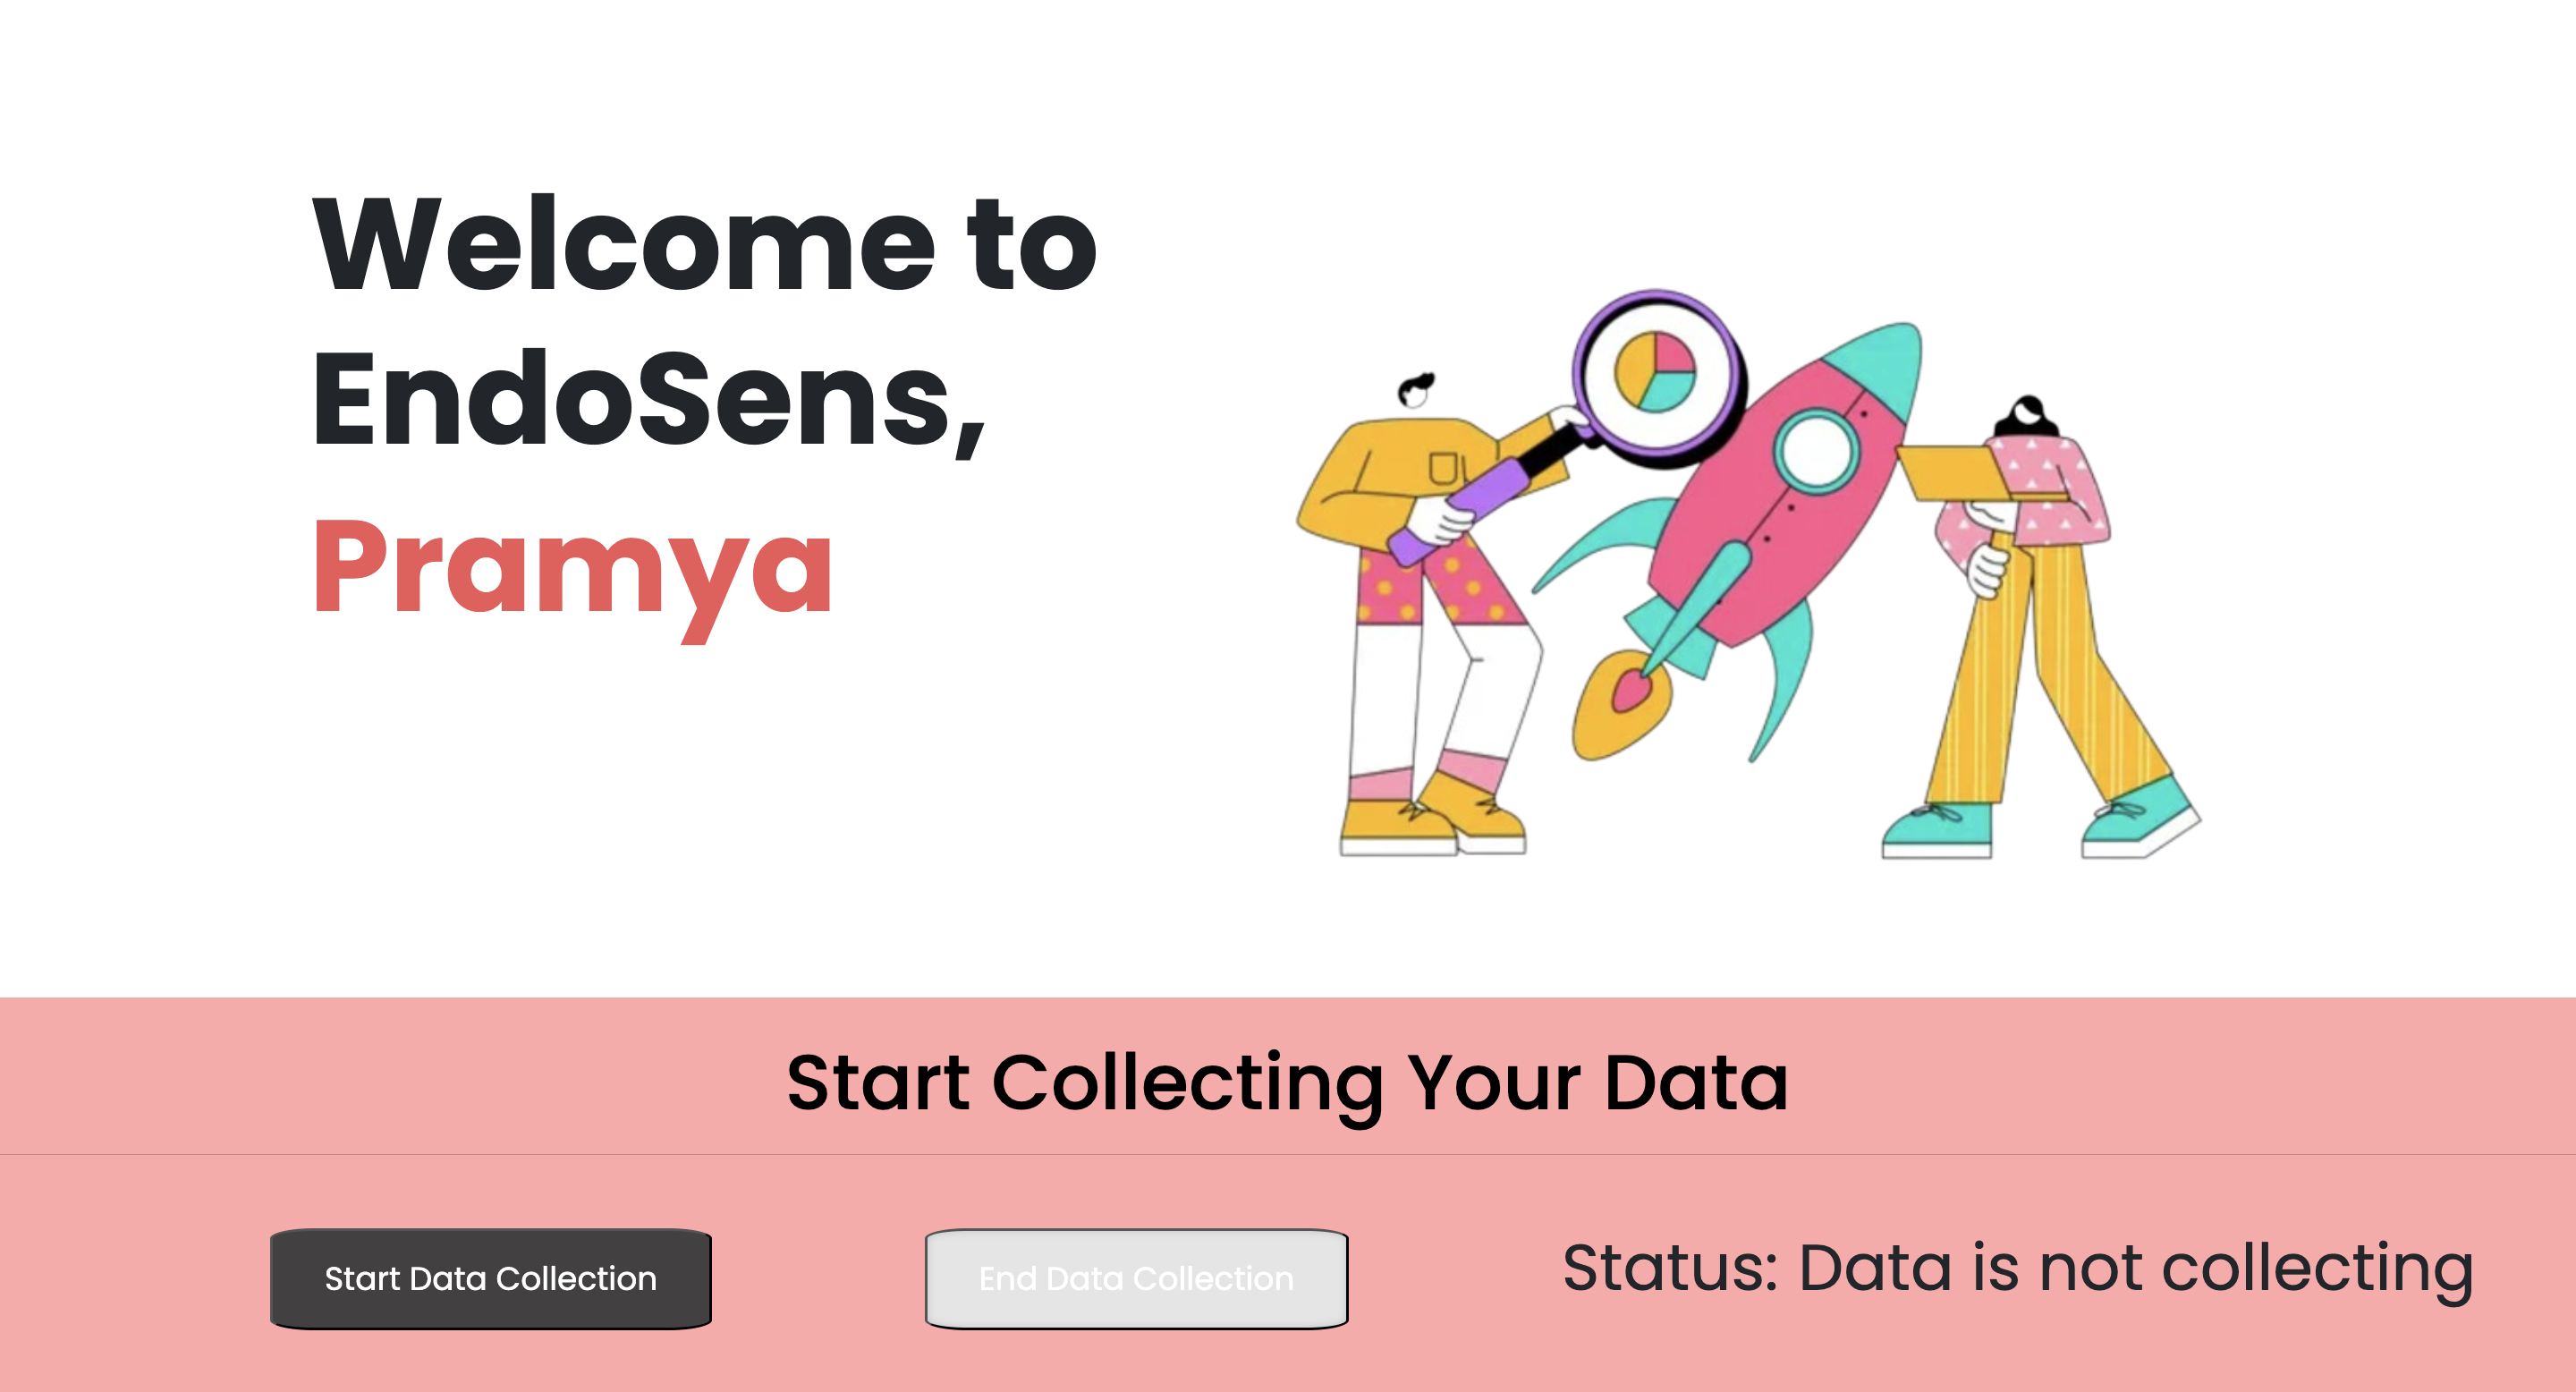 Welcome to
EndoSens,
Pramya
Start Collecting Your Data
Start Data Collection
End Data Collection
Status: Data is not collecting